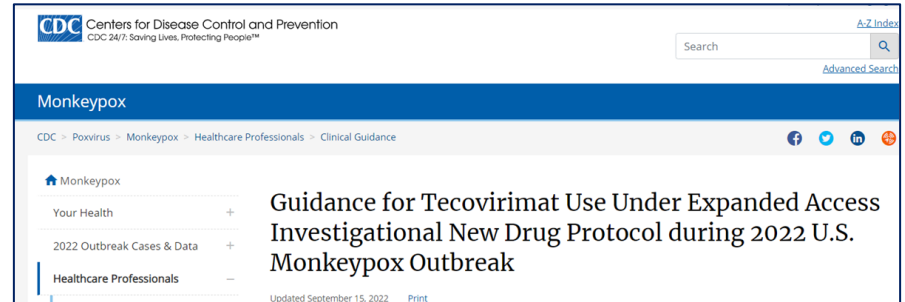 CDC Centers for Disease Control and Prevention
CDC 24/7: Saving Lives, Protecting People™
A-Z Index
Search
Advanced Search
Monkeypox
CDC > Poxvirus > Monkeypox > Healthcare Professionals > Clinical Guidance
Monkeypox
Your Health +
2022 Outbreak Cases & Data +
Healthcare Professionals –
Guidance for Tecovirimat Use Under Expanded Access
Investigational New Drug Protocol during 2022 U.S.
Monkeypox Outbreak
Updated September 15, 2022 Print